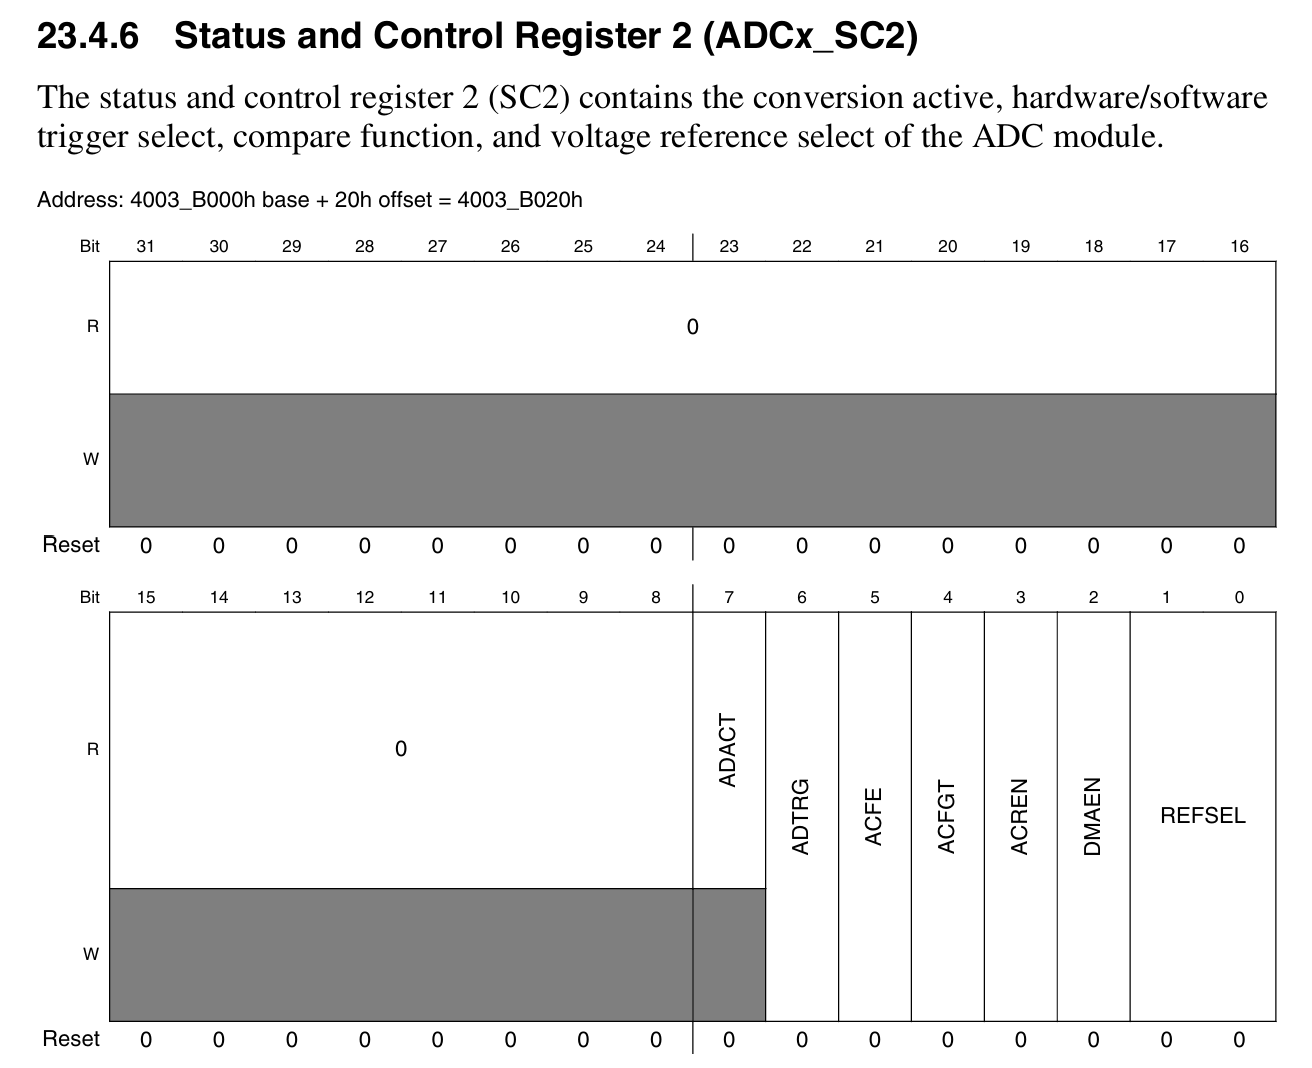 23.4.6 Status and Control Register 2 (ADCx_SC2)
The status and control register 2 (SC2) contains the conversion active, hardware/software
trigger select, compare function, and voltage reference select of the ADC module.
Address: 4003_B000h base + 20h offset = 4003_B020h
Bit 31 30 29 28 27 26 25 24 23 22 21 20 19 18 17 16
R 0
W
Reset 0 0 0 0 0 0 0 0 0 0 0 0 0 0 0 0
Bit 15 14 13 12 11 10 9 8 7 6 5 4 3 2 1 0
R 0 ADACT ADTRG ACFE ACFGT ACREN DMAEN REFSEL
W
Reset 0 0 0 0 0 0 0 0 0 0 0 0 0 0 0 0